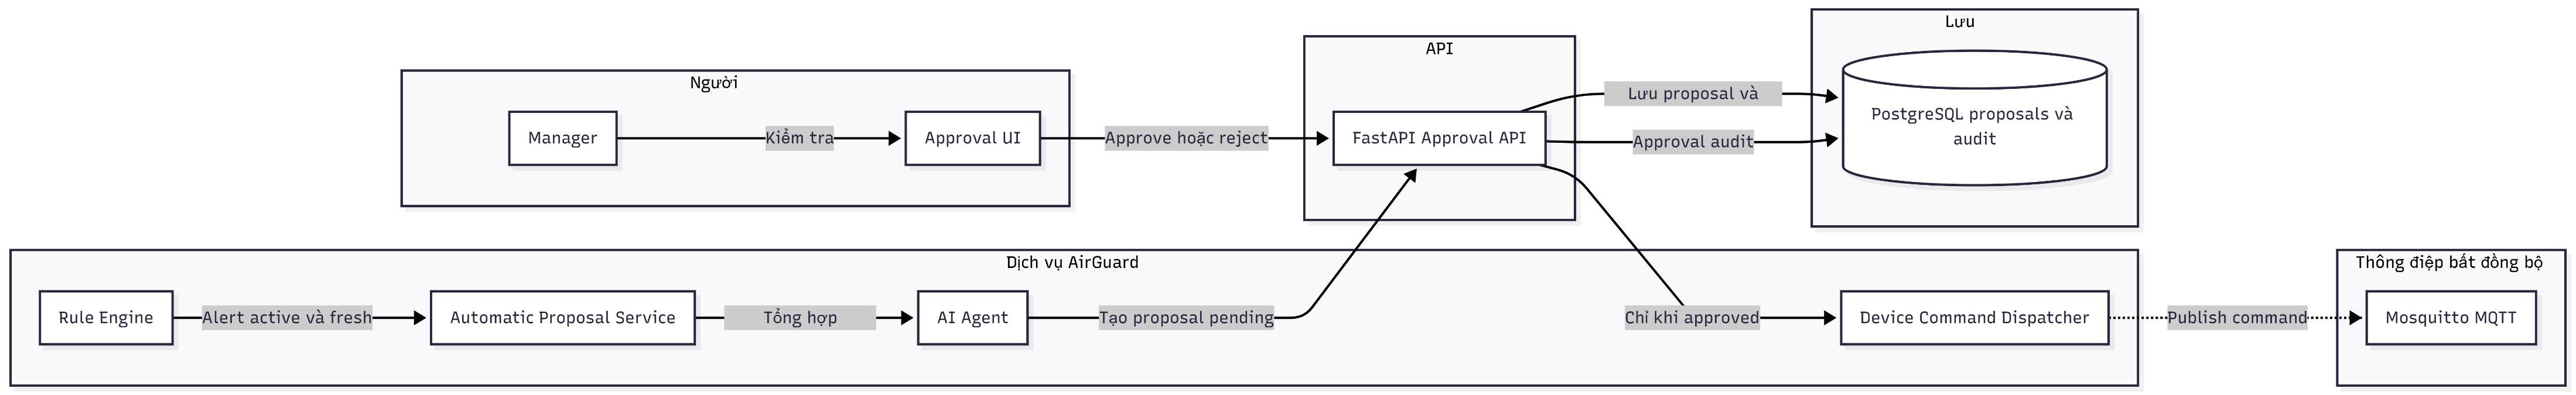 Người
Manager
Kiểm tra
Approval UI
Approve hoặc reject
API
FastAPI Approval API
Lưu proposal và
Approval audit
Lưu
PostgreSQL proposals và
audit
Dịch vụ AirGuard
Rule Engine
Alert active và fresh
Automatic Proposal Service
Tổng hợp
AI Agent
Tạo proposal pending
Chỉ khi approved
Device Command Dispatcher
Publish command
Thông điệp bất đồng bộ
Mosquitto MQTT